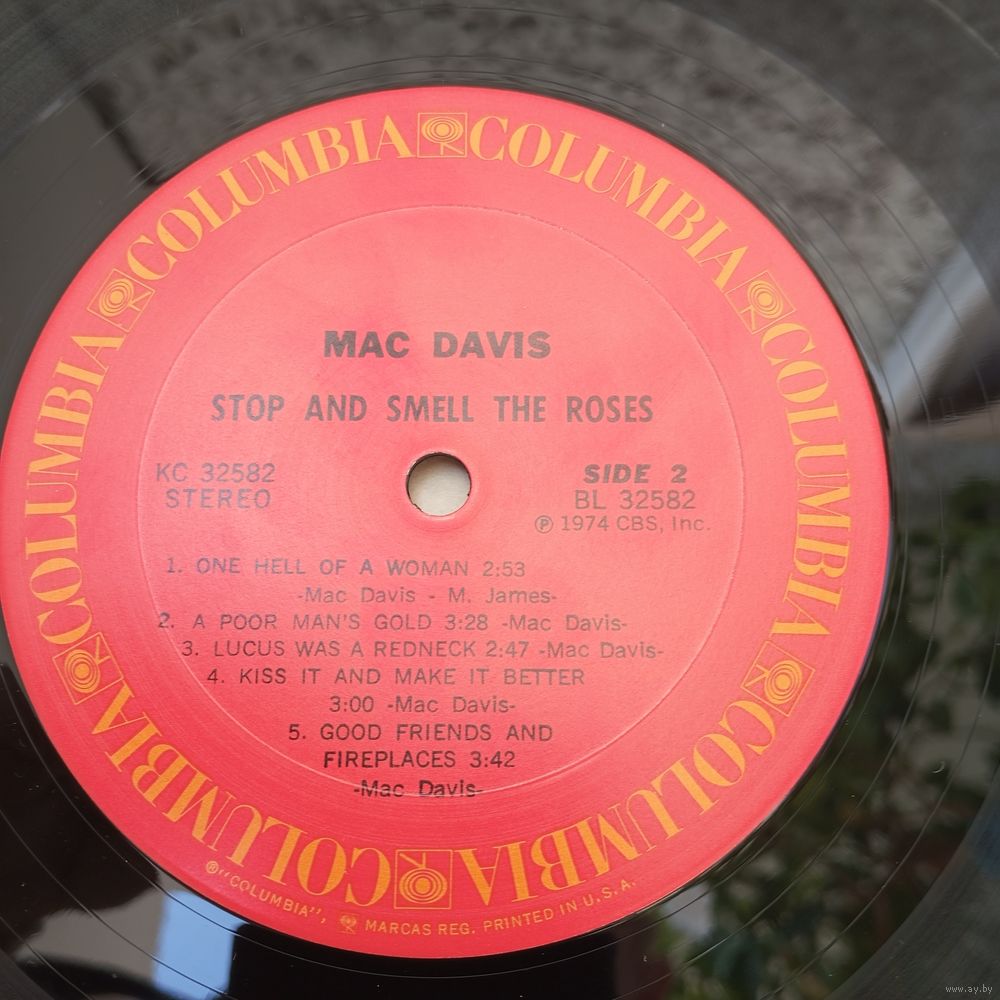 COLUMBIA COLUMBIA COLUMBIA COLUMBIA COLUMBIA COLUMBIA
MAC DAVIS
STOP AND SMELL THE ROSES
KC 32582
STEREO
SIDE 2
BL 32582
℗ 1974 CBS, Inc.
1. ONE HELL OF A WOMAN 2:53
-Mac Davis - M. James-
2. A POOR MAN'S GOLD 3:28 -Mac Davis-
3. LUCUS WAS A REDNECK 2:47 -Mac Davis-
4. KISS IT AND MAKE IT BETTER
3:00 -Mac Davis-
5. GOOD FRIENDS AND
FIREPLACES 3:42
-Mac Davis-
®"COLUMBIA", MARCAS REG. PRINTED IN U.S.A.
www.ay.by